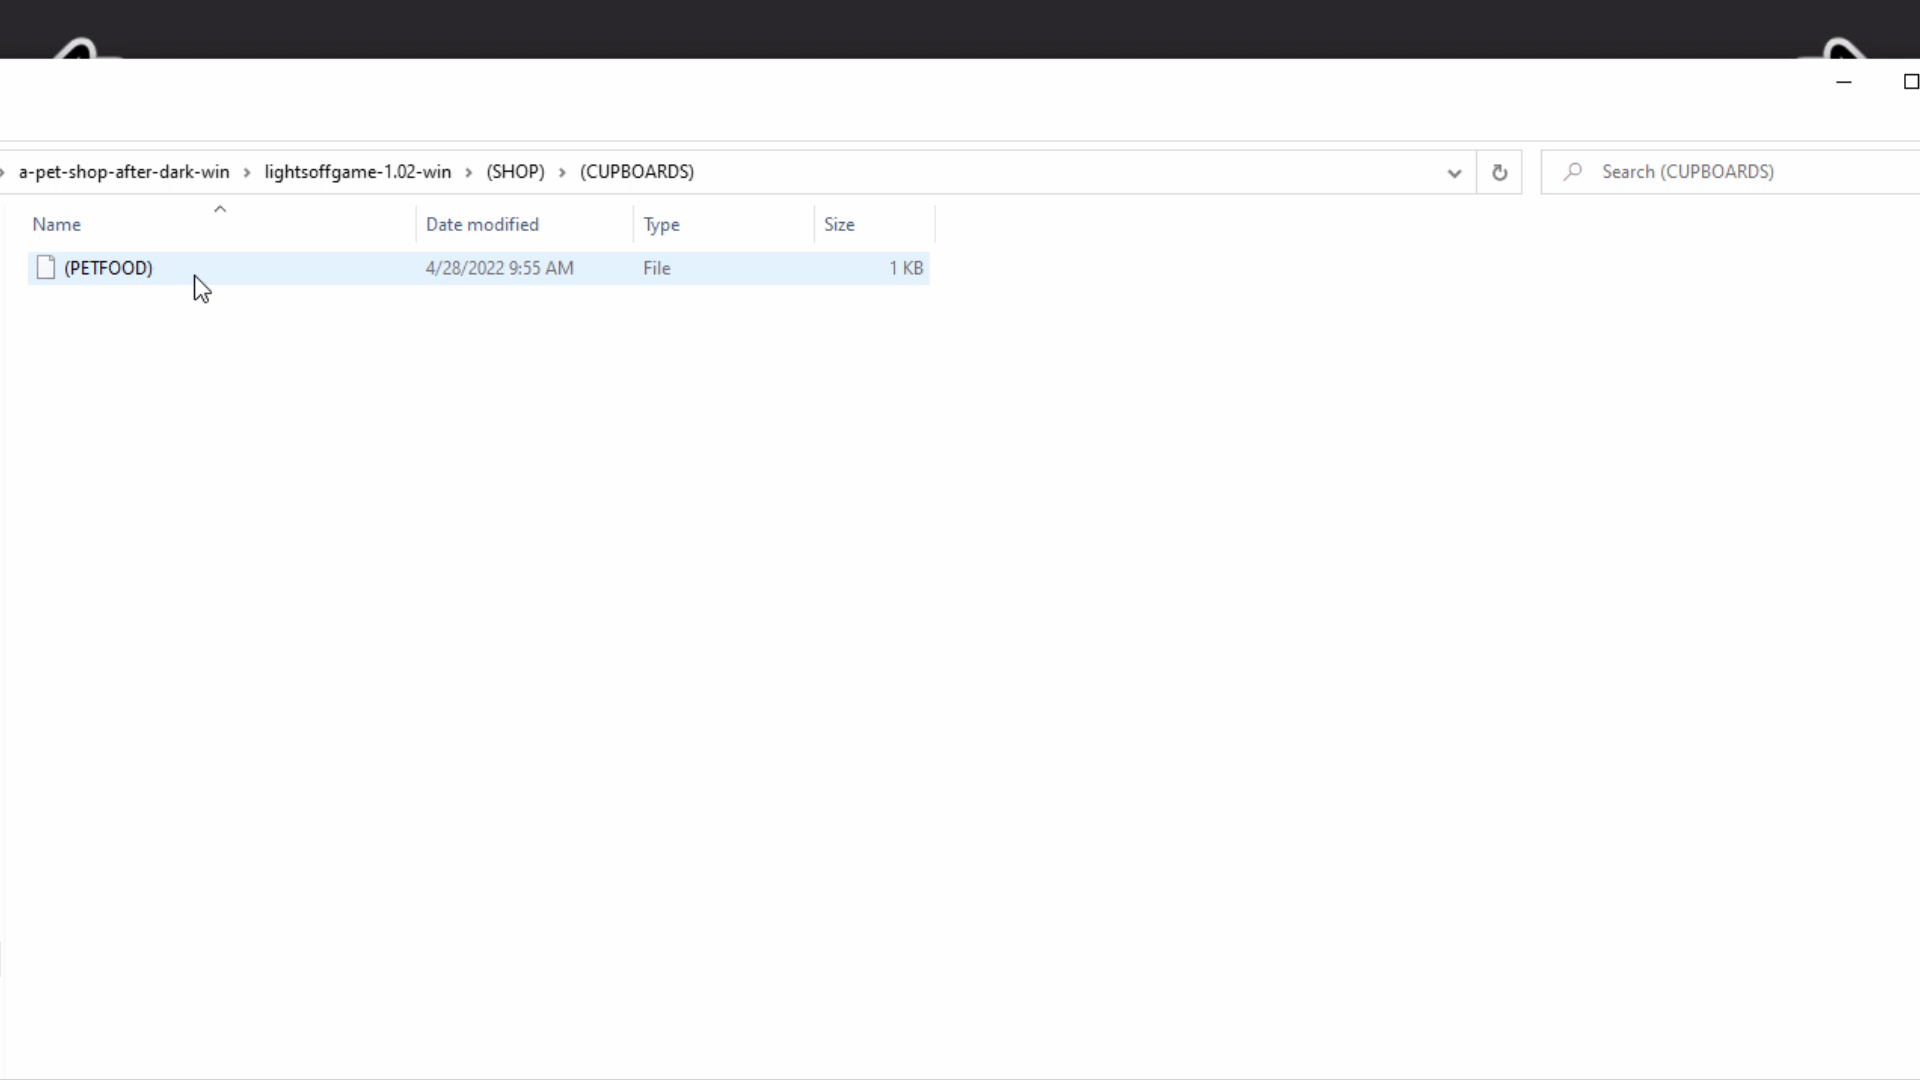 a-pet-shop-after-dark-win > lightsoffgame-1.02-win > (SHOP) > (CUPBOARDS)
Search (CUPBOARDS)
Name Date modified Type Size
(PETFOOD) 4/28/2022 9:55 AM File 1 KB